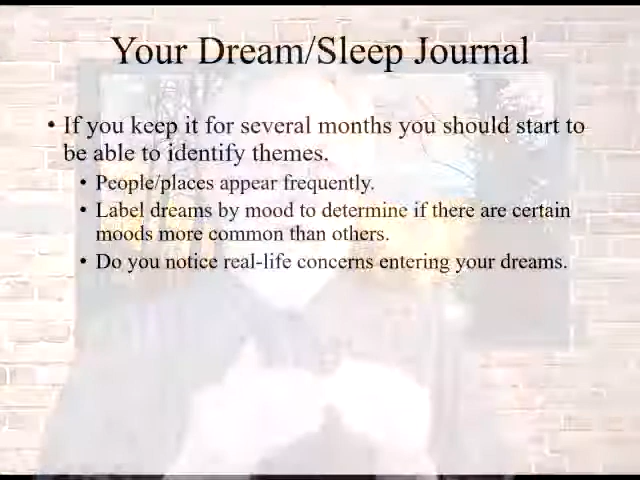 Your Dream/Sleep Journal
• If you keep it for several months you should start to
be able to identify themes.
• People/places appear frequently.
• Label dreams by mood to determine if there are certain
moods more common than others.
• Do you notice real-life concerns entering your dreams.